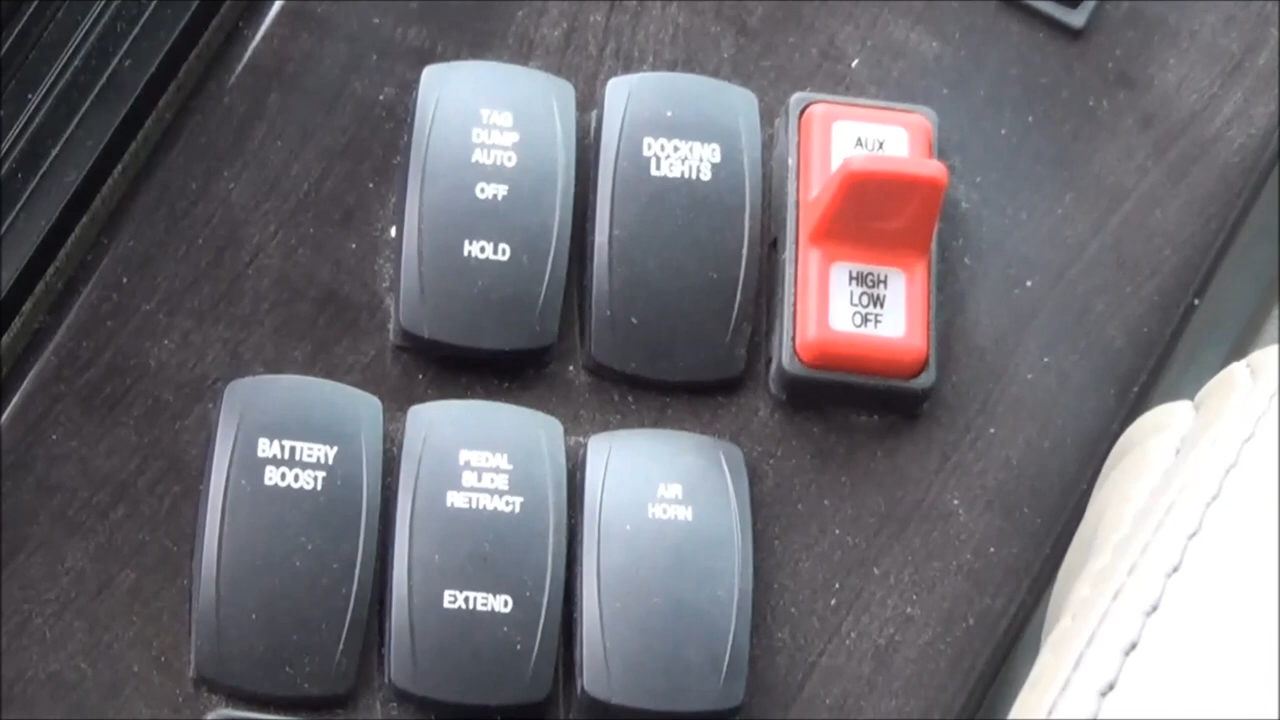 TAG
DUMP
AUTO
OFF
HOLD
DOCKING
LIGHTS
AUX
HIGH
LOW
OFF
BATTERY
BOOST
PEDAL
SLIDE
RETRACT
EXTEND
AIR
HORN